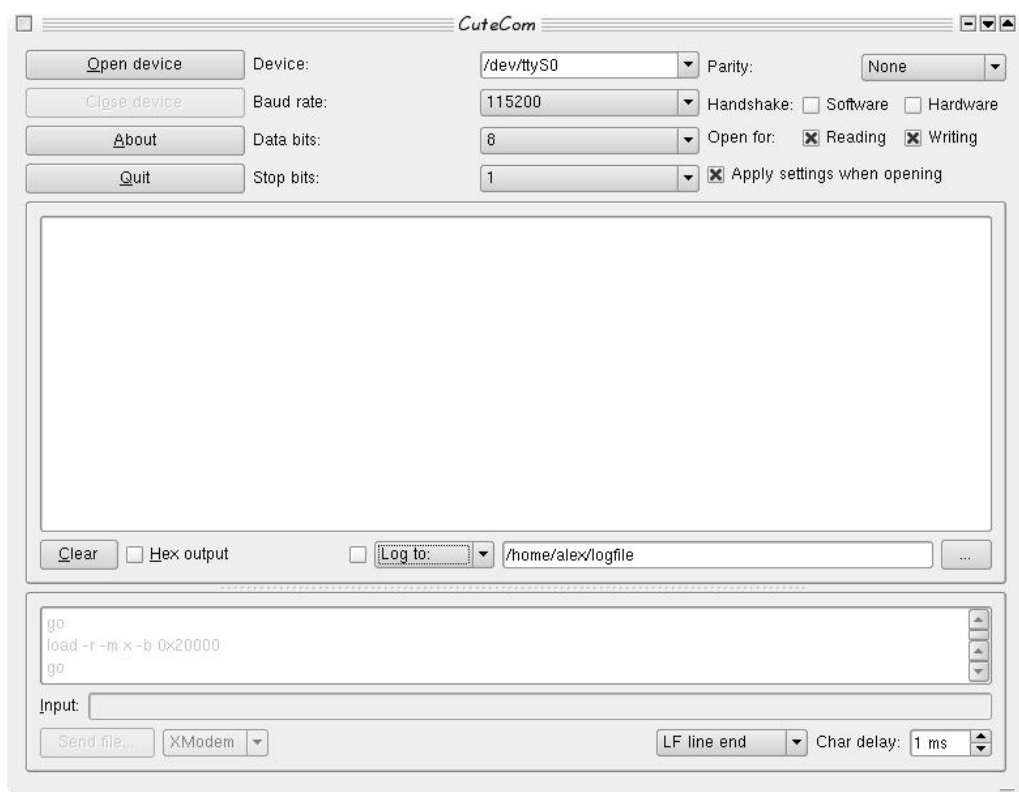 CuteCom
Open device Device: /dev/ttyS0 Parity: None
Close device Baud rate: 115200 Handshake: Software Hardware
About Data bits: 8 Open for: Reading Writing
Quit Stop bits: 1 Apply settings when opening
Clear Hex output Log to: /home/alex/logfile ...
go
load -r -m x -b 0x20000
go
Input:
Send file... XModem LF line end Char delay: 1 ms